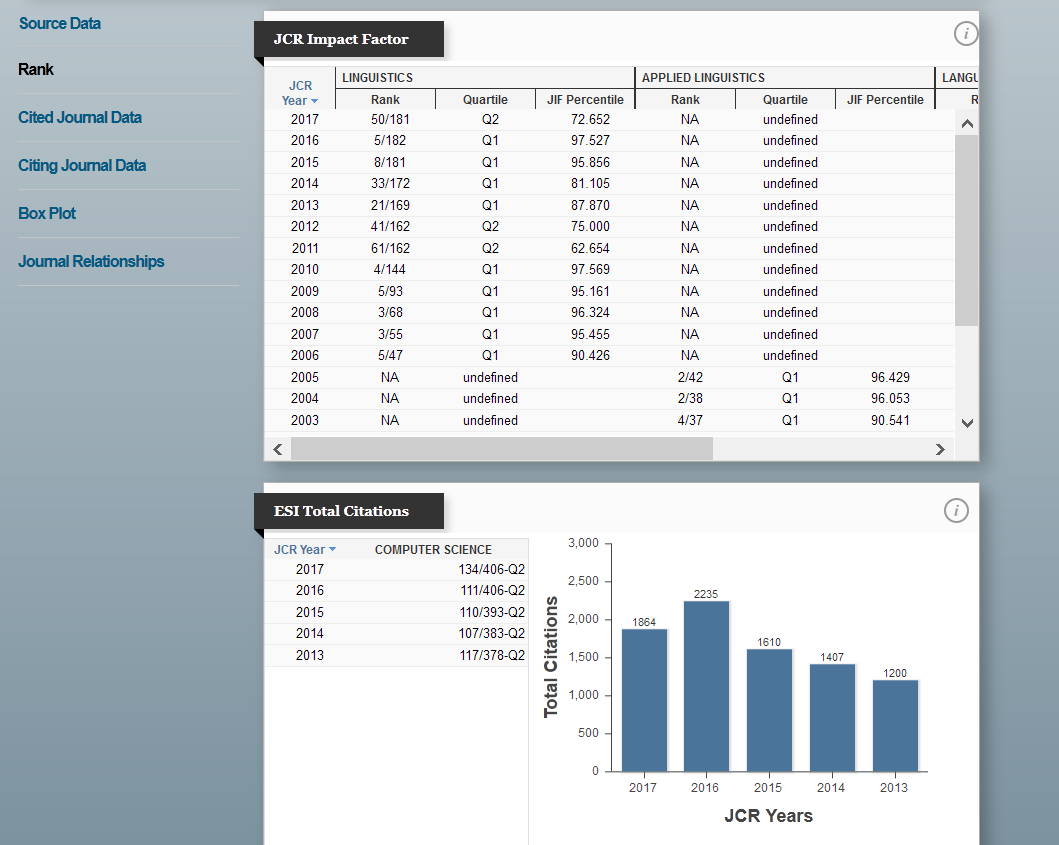 Source Data
Rank
Cited Journal Data
Citing Journal Data
Box Plot
Journal Relationships
JCR Impact Factor
i
JCR Year LINGUISTICS APPLIED LINGUISTICS LANGU
Rank Quartile JIF Percentile Rank Quartile JIF Percentile R
2017 50/181 Q2 72.652 NA undefined
2016 5/182 Q1 97.527 NA undefined
2015 8/181 Q1 95.856 NA undefined
2014 33/172 Q1 81.105 NA undefined
2013 21/169 Q1 87.870 NA undefined
2012 41/162 Q2 75.000 NA undefined
2011 61/162 Q2 62.654 NA undefined
2010 4/144 Q1 97.569 NA undefined
2009 5/93 Q1 95.161 NA undefined
2008 3/68 Q1 96.324 NA undefined
2007 3/55 Q1 95.455 NA undefined
2006 5/47 Q1 90.426 NA undefined
2005 NA undefined 2/42 Q1 96.429
2004 NA undefined 2/38 Q1 96.053
2003 NA undefined 4/37 Q1 90.541
ESI Total Citations
i
JCR Year COMPUTER SCIENCE
2017 134/406-Q2
2016 111/406-Q2
2015 110/393-Q2
2014 107/383-Q2
2013 117/378-Q2
Total Citations
3,000
2,500
2,000
1,500
1,000
500
0
1864 2235 1610 1407 1200
2017 2016 2015 2014 2013
JCR Years